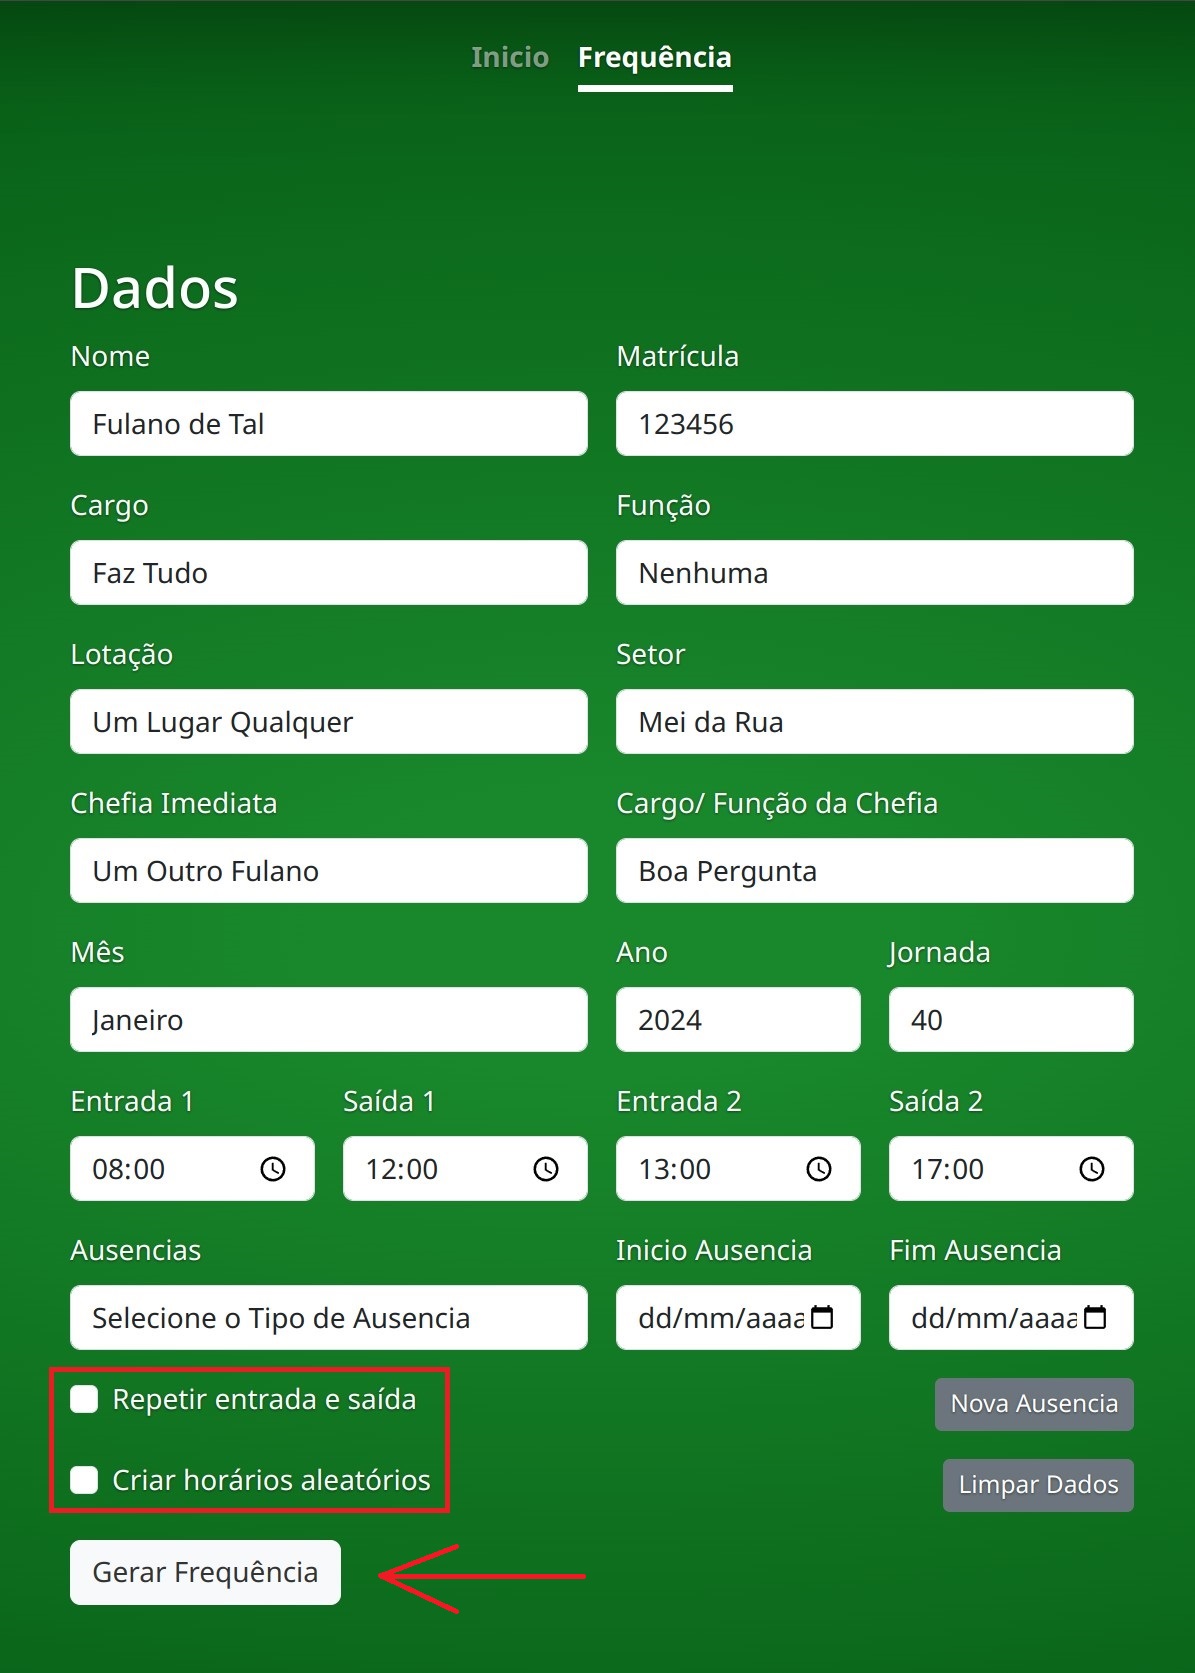 Inicio Frequência
Dados
Nome Matrícula
Fulano de Tal 123456
Cargo Função
Faz Tudo Nenhuma
Lotação Setor
Um Lugar Qualquer Mei da Rua
Chefia Imediata Cargo/ Função da Chefia
Um Outro Fulano Boa Pergunta
Mês Ano Jornada
Janeiro 2024 40
Entrada 1 Saída 1 Entrada 2 Saída 2
08:00 12:00 13:00 17:00
Ausencias Inicio Ausencia Fim Ausencia
Selecione o Tipo de Ausencia dd/mm/aaaa dd/mm/aaaa
Repetir entrada e saída Nova Ausencia
Criar horários aleatórios Limpar Dados
Gerar Frequência